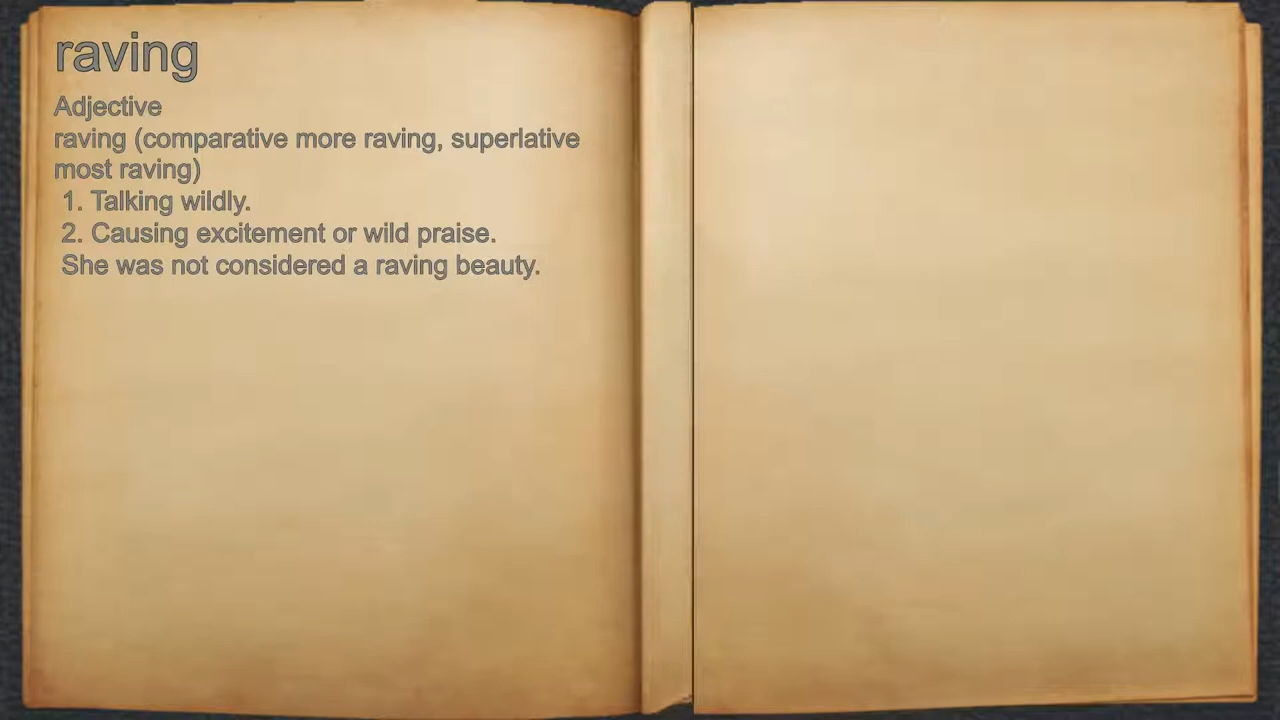 raving
Adjective
raving (comparative more raving, superlative
most raving)
1. Talking wildly.
2. Causing excitement or wild praise.
She was not considered a raving beauty.